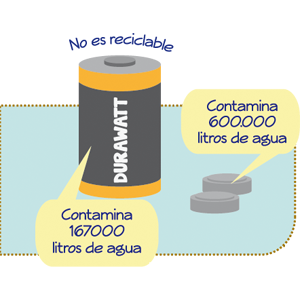 No es reciclable
DURAWATT
Contamina
600.000
litros de agua
Contamina
167000
litros de agua